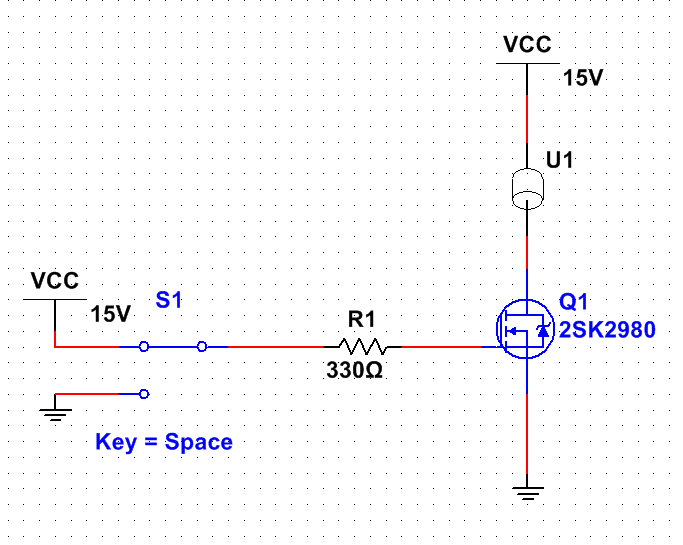 VCC
15V
U1
VCC
15V
S1
R1
330Ω
Q1
2SK2980
Key = Space